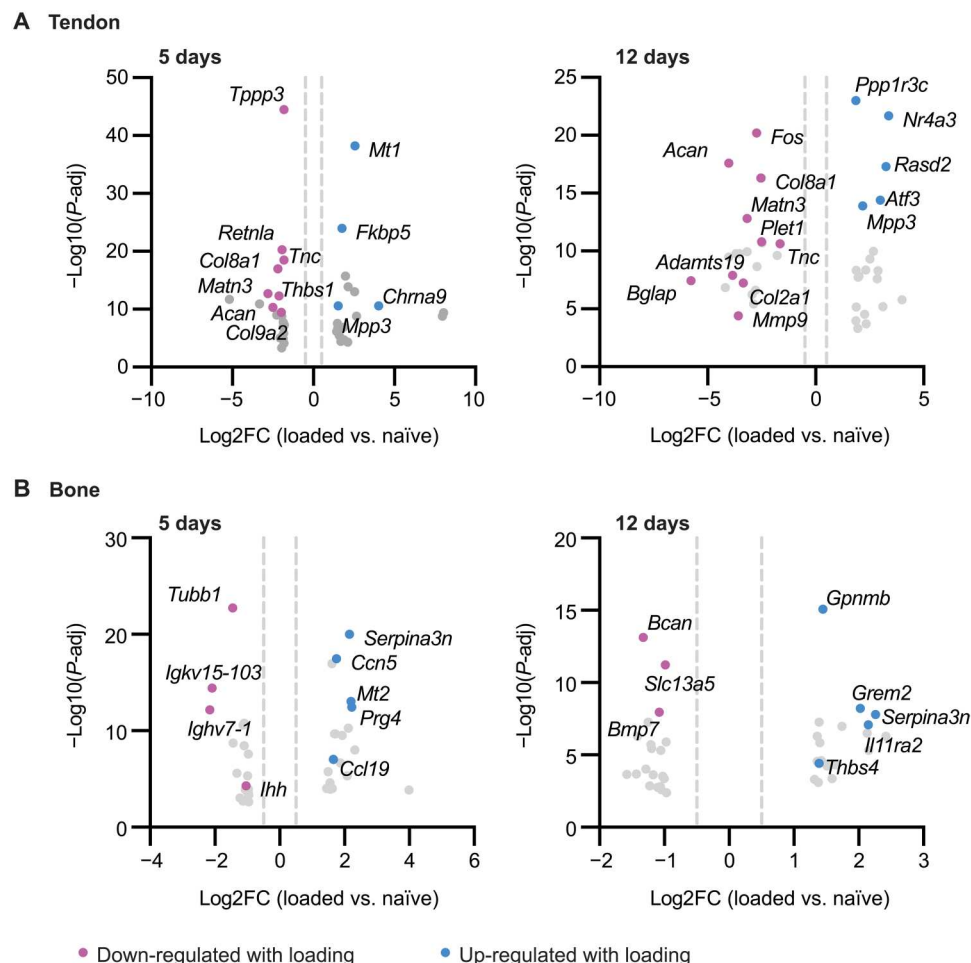 A Tendon
5 days
50
40
30
20
10
0
−Log10(P-adj)
−10
−5
0
5
10
Log2FC (loaded vs. naïve)
Tppp3
Mt1
Retnla
Fkbp5
Tnc
Col8a1
Matn3
Thbs1
Chrna9
Acan
Mpp3
Col9a2
12 days
25
20
15
10
5
0
−Log10(P-adj)
−10
−5
0
5
Log2FC (loaded vs. naïve)
Ppp1r3c
Nr4a3
Fos
Acan
Rasd2
Col8a1
Atf3
Matn3
Mpp3
Plet1
Tnc
Adamts19
Bglap
Col2a1
Mmp9
B Bone
5 days
30
20
10
0
−Log10(P-adj)
−4
−2
0
2
4
6
Log2FC (loaded vs. naïve)
Tubb1
Serpina3n
Ccn5
Igkv15-103
Mt2
Prg4
Ighv7-1
Ccl19
Ihh
12 days
20
15
10
5
0
−Log10(P-adj)
−2
−1
0
1
2
3
Log2FC (loaded vs. naïve)
Gpnmb
Bcan
Slc13a5
Grem2
Serpina3n
Bmp7
Il11ra2
Thbs4
Down-regulated with loading
Up-regulated with loading